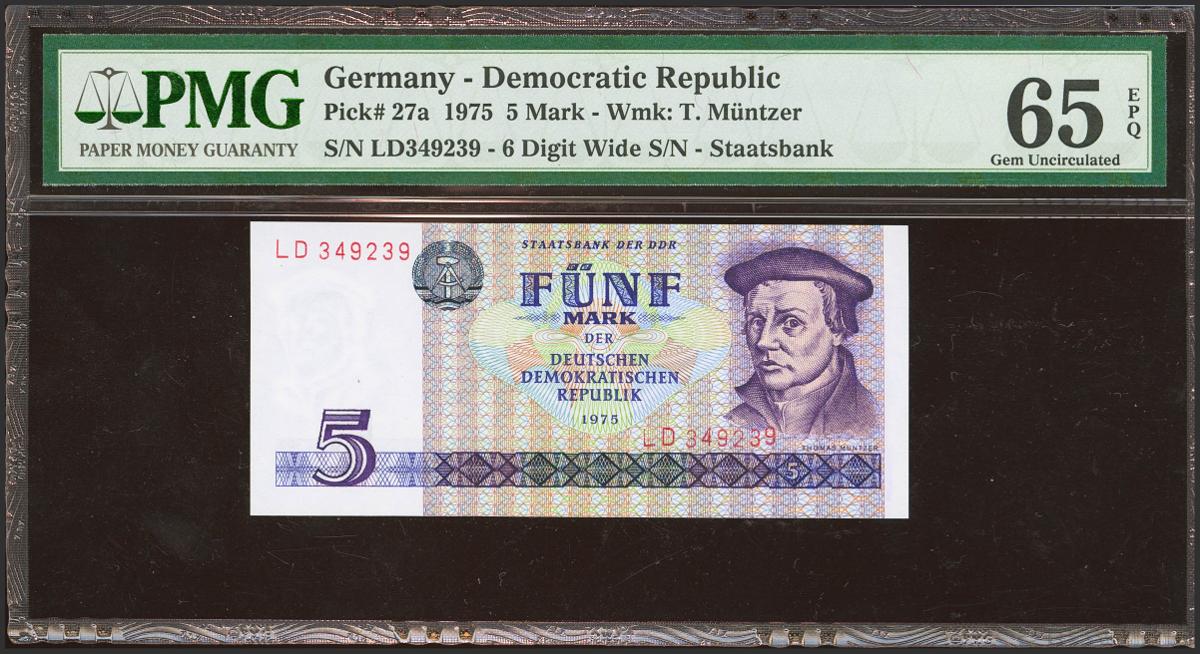 PMG
PAPER MONEY GUARANTY
Germany - Democratic Republic
Pick# 27a 1975 5 Mark - Wmk: T. Müntzer
S/N LD349239 - 6 Digit Wide S/N - Staatsbank
65
EPQ
Gem Uncirculated
LD 349239
STAATSBANK DER DDR
FÜNF
MARK
DER
DEUTSCHEN
DEMOKRATISCHEN
REPUBLIK
1975
LD 349239
THOMAS MÜNTZER
5
5